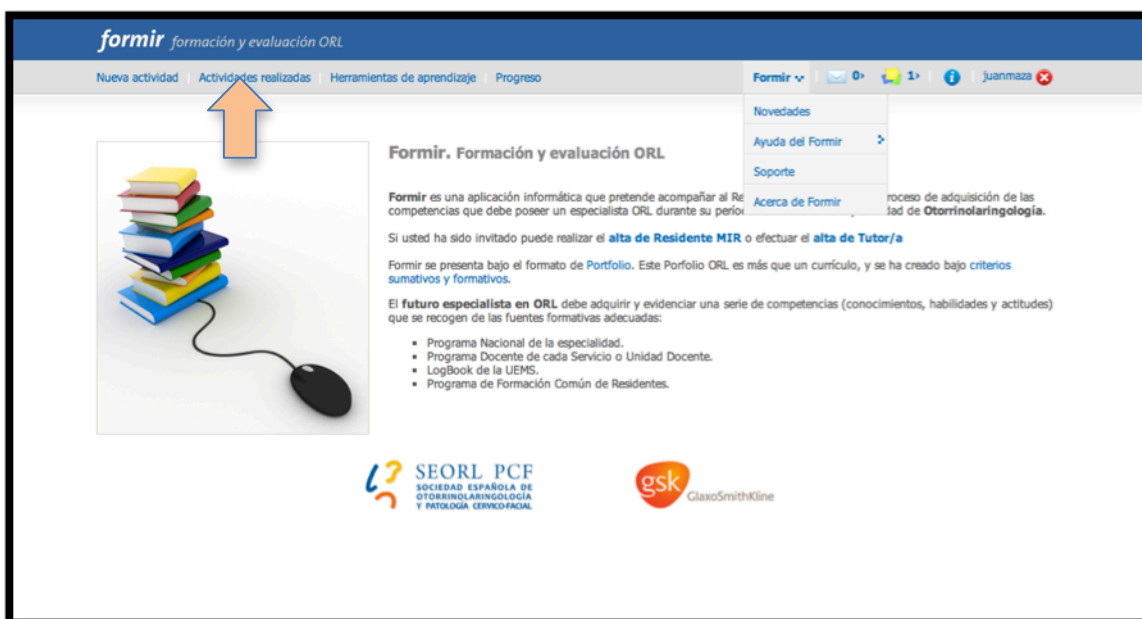 formir formación y evaluación ORL
Nueva actividad Actividades realizadas Herramientas de aprendizaje Progreso Formir 0 1 juanmaza
Novedades
Ayuda del Formir
Soporte
Acerca de Formir
Formir. Formación y evaluación ORL
Formir es una aplicación informática que pretende acompañar al Re roceso de adquisición de las
competencias que debe poseer un especialista ORL durante su períod dad de Otorrinolaringología.
Si usted ha sido invitado puede realizar el alta de Residente MIR o efectuar el alta de Tutor/a
Formir se presenta bajo el formato de Portfolio. Este Porfolio ORL es más que un currículo, y se ha creado bajo criterios
sumativos y formativos.
El futuro especialista en ORL debe adquirir y evidenciar una serie de competencias (conocimientos, habilidades y actitudes)
que se recogen de las fuentes formativas adecuadas:
Programa Nacional de la especialidad.
Programa Docente de cada Servicio o Unidad Docente.
LogBook de la UEMS.
Programa de Formación Común de Residentes.
SEORL PCF
SOCIEDAD ESPAÑOLA DE
OTORRINOLARINGOLOGÍA
Y PATOLOGÍA CERVICO-FACIAL
gsk GlaxoSmithKline